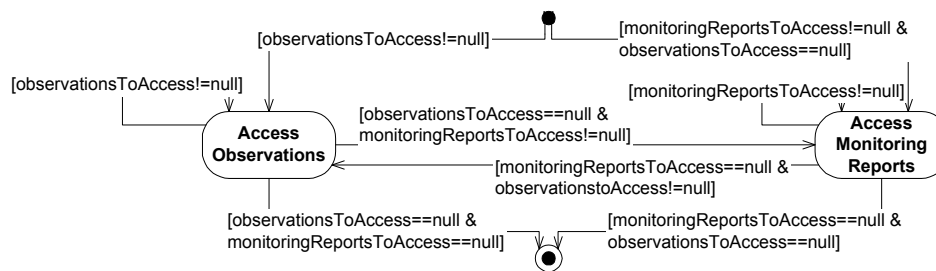 [monitoringReportsToAccess!=null &
observationsToAccess==null]
[observationsToAccess!=null]
[observationsToAccess!=null]
[monitoringReportsToAccess!=null]
[observationsToAccess==null &
monitoringReportsToAccess!=null]
Access
Observations
Access
Monitoring
Reports
[monitoringReportsToAccess==null &
observationstoAccess!=null]
[observationsToAccess==null &
monitoringReportsToAccess==null]
[monitoringReportsToAccess==null &
observationsToAccess==null]